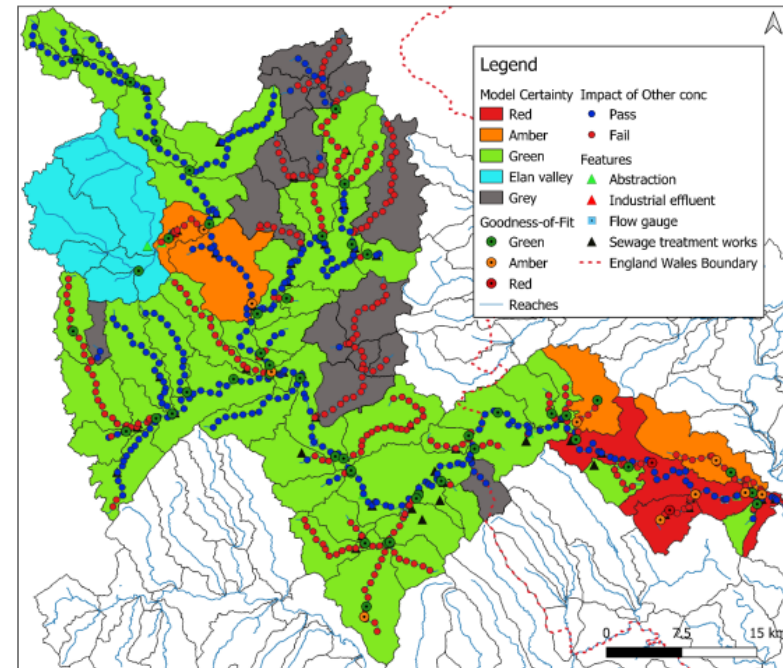 Legend
Model Certainty
Red
Amber
Green
Elan valley
Grey
Goodness-of-Fit
Green
Amber
Red
Reaches
Impact of Other conc
Pass
Fail
Features
Abstraction
Industrial effluent
Flow gauge
Sewage treatment works
England Wales Boundary
0 7.5 15 k